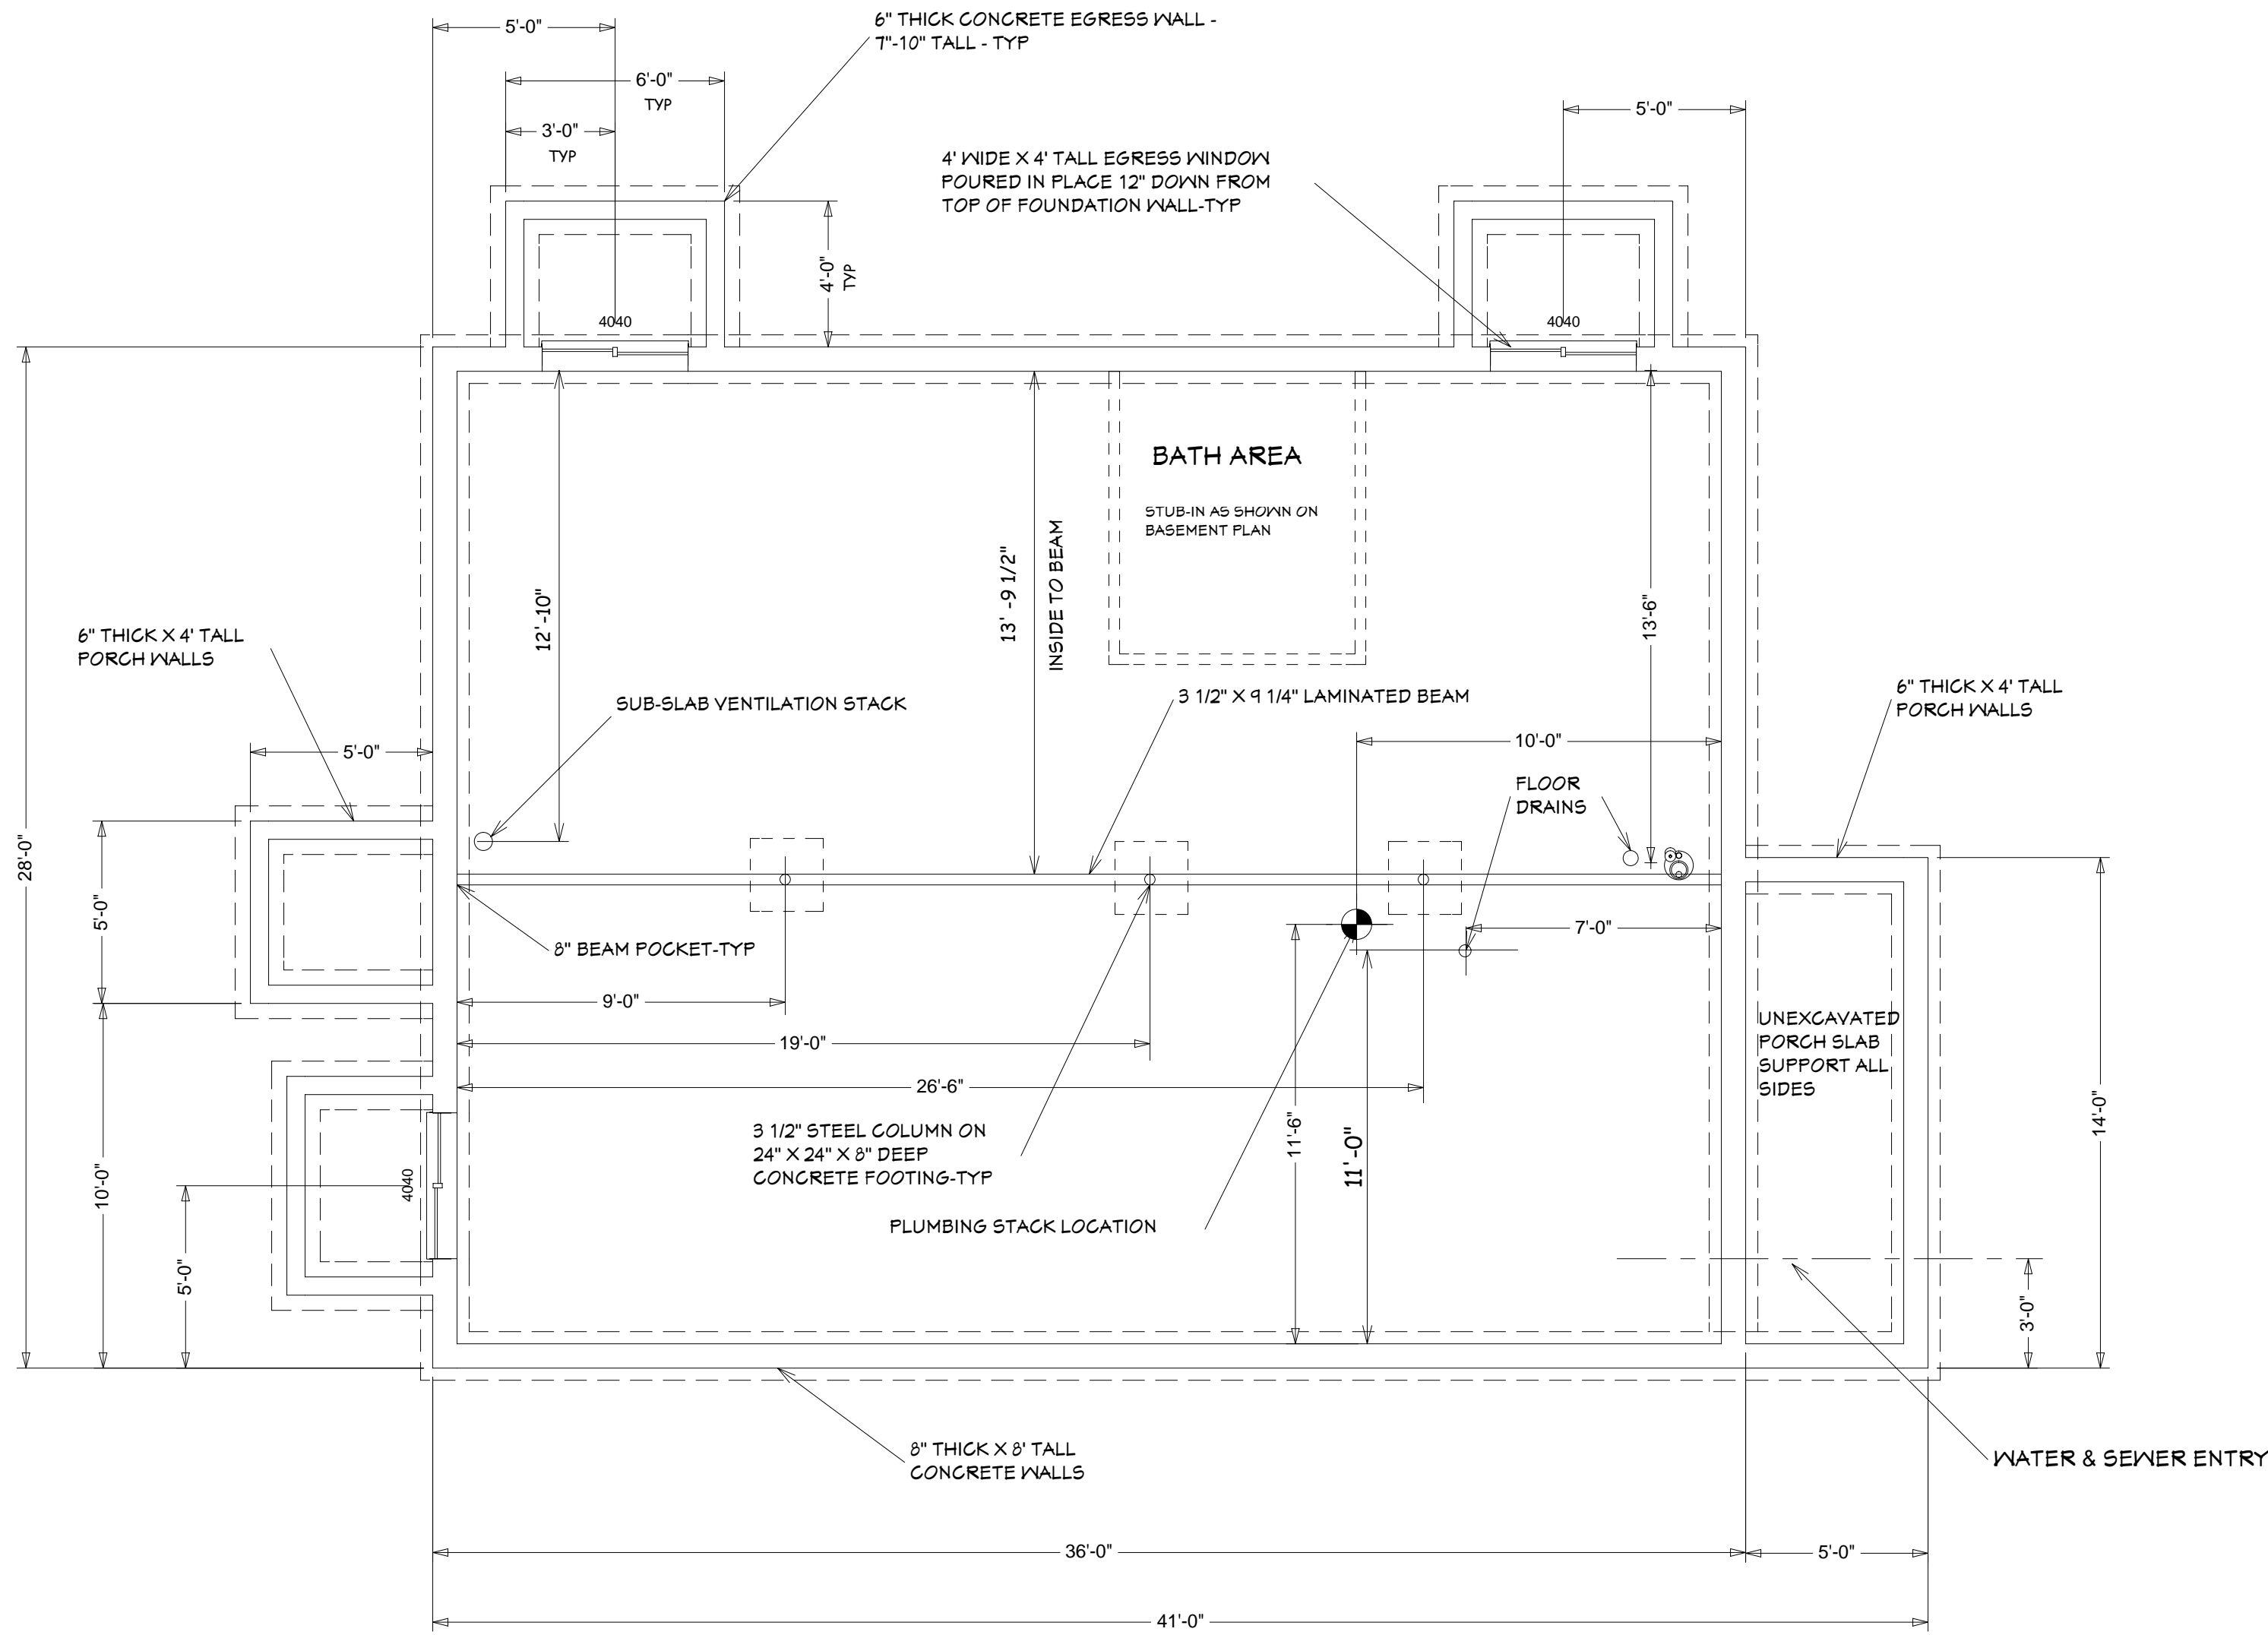 5'-0"
6" THICK CONCRETE EGRESS WALL -
7"-10" TALL - TYP
6'-0"
TYP
3'-0"
TYP
5'-0"
4' WIDE X 4' TALL EGRESS WINDOW
POURED IN PLACE 12" DOWN FROM
TOP OF FOUNDATION WALL-TYP
4'-0"
TYP
4040
4040
BATH AREA
STUB-IN AS SHOWN ON
BASEMENT PLAN
12'-10"
13' -9 1/2"
INSIDE TO BEAM
13'-6"
6" THICK X 4' TALL
PORCH WALLS
SUB-SLAB VENTILATION STACK
3 1/2" X 9 1/4" LAMINATED BEAM
6" THICK X 4' TALL
PORCH WALLS
5'-0"
10'-0"
FLOOR
DRAINS
28'-0"
5'-0"
8" BEAM POCKET-TYP
7'-0"
9'-0"
19'-0"
26'-6"
UNEXCAVATED
PORCH SLAB
SUPPORT ALL
SIDES
3 1/2" STEEL COLUMN ON
24" X 24" X 8" DEEP
CONCRETE FOOTING-TYP
11'-6"
11'-0"
14'-0"
10'-0"
4040
PLUMBING STACK LOCATION
5'-0"
3'-0"
8" THICK X 8' TALL
CONCRETE WALLS
WATER & SEWER ENTRY
36'-0"
5'-0"
41'-0"